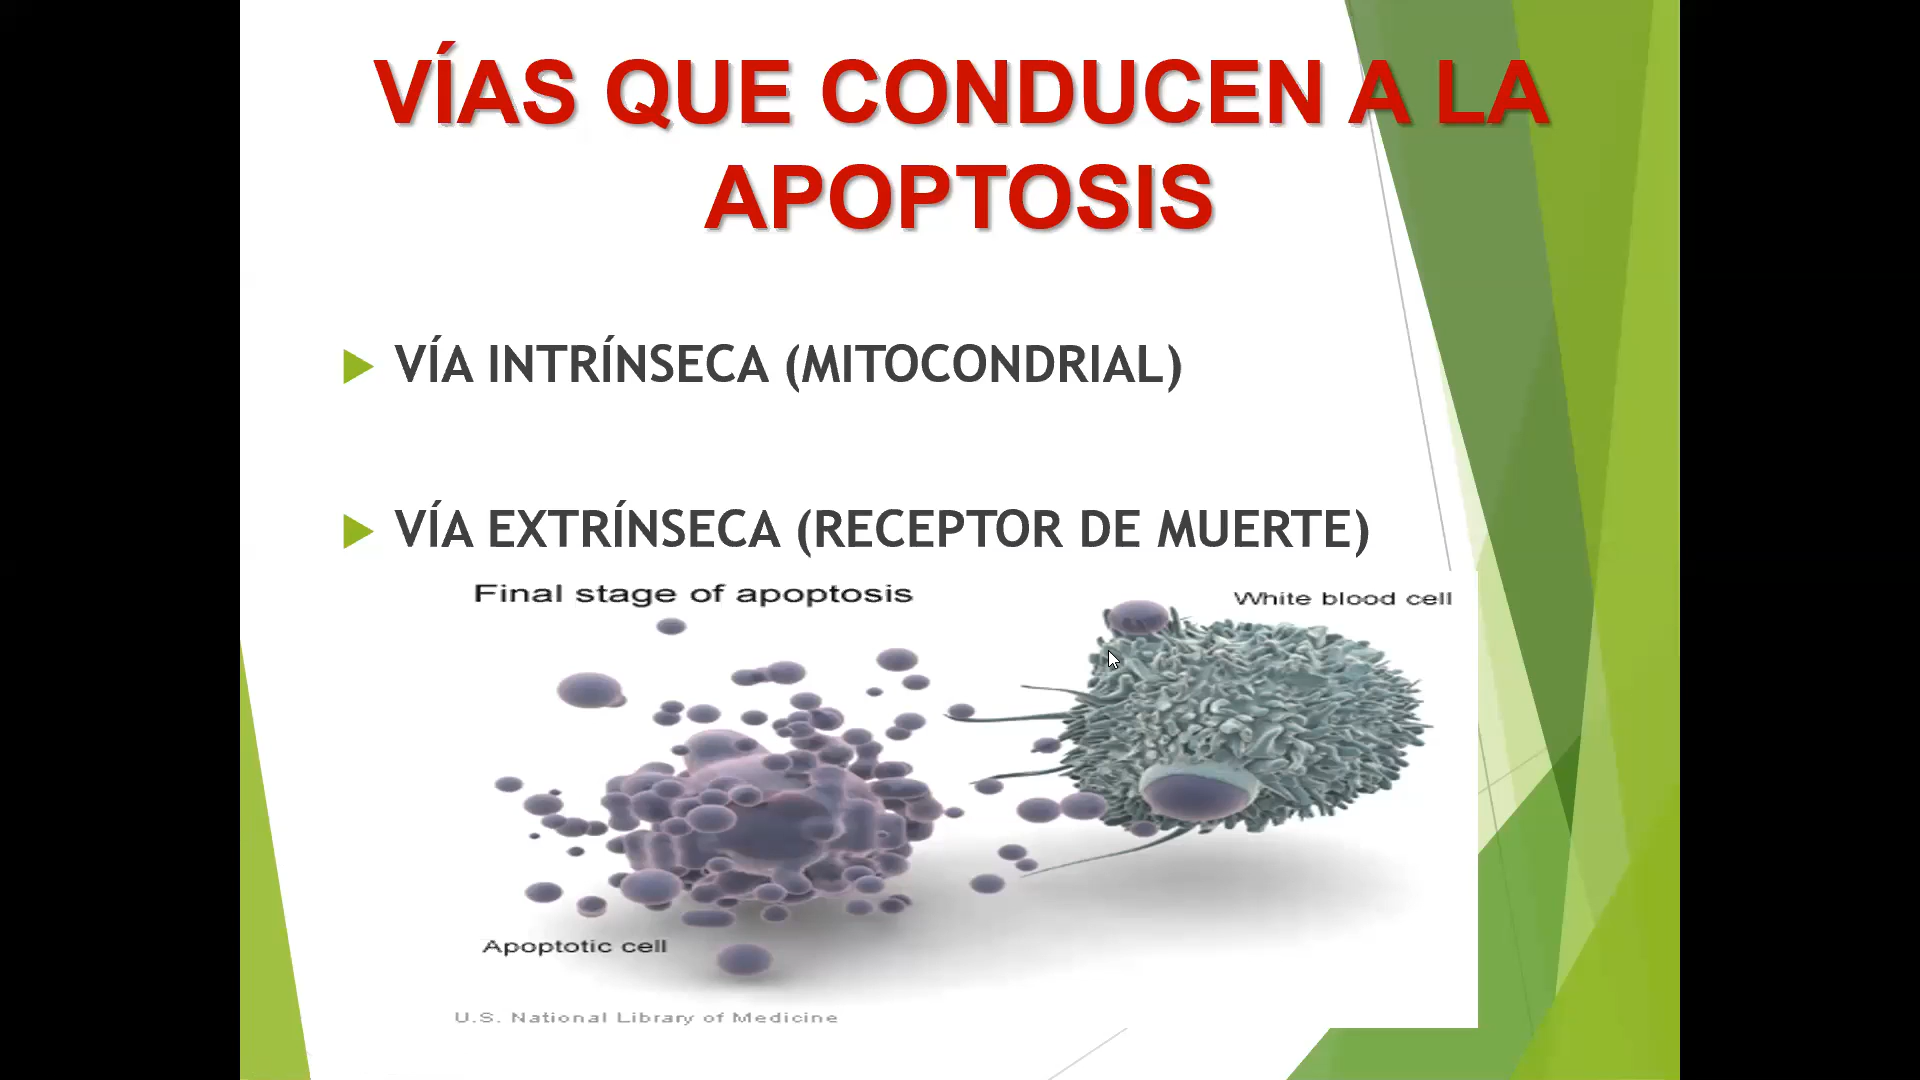 VÍAS QUE CONDUCEN A LA
APOPTOSIS
VÍA INTRÍNSECA (MITOCONDRIAL)
VÍA EXTRÍNSECA (RECEPTOR DE MUERTE)
Final stage of apoptosis
White blood cell
Apoptotic cell
U.S. National Library of Medicine